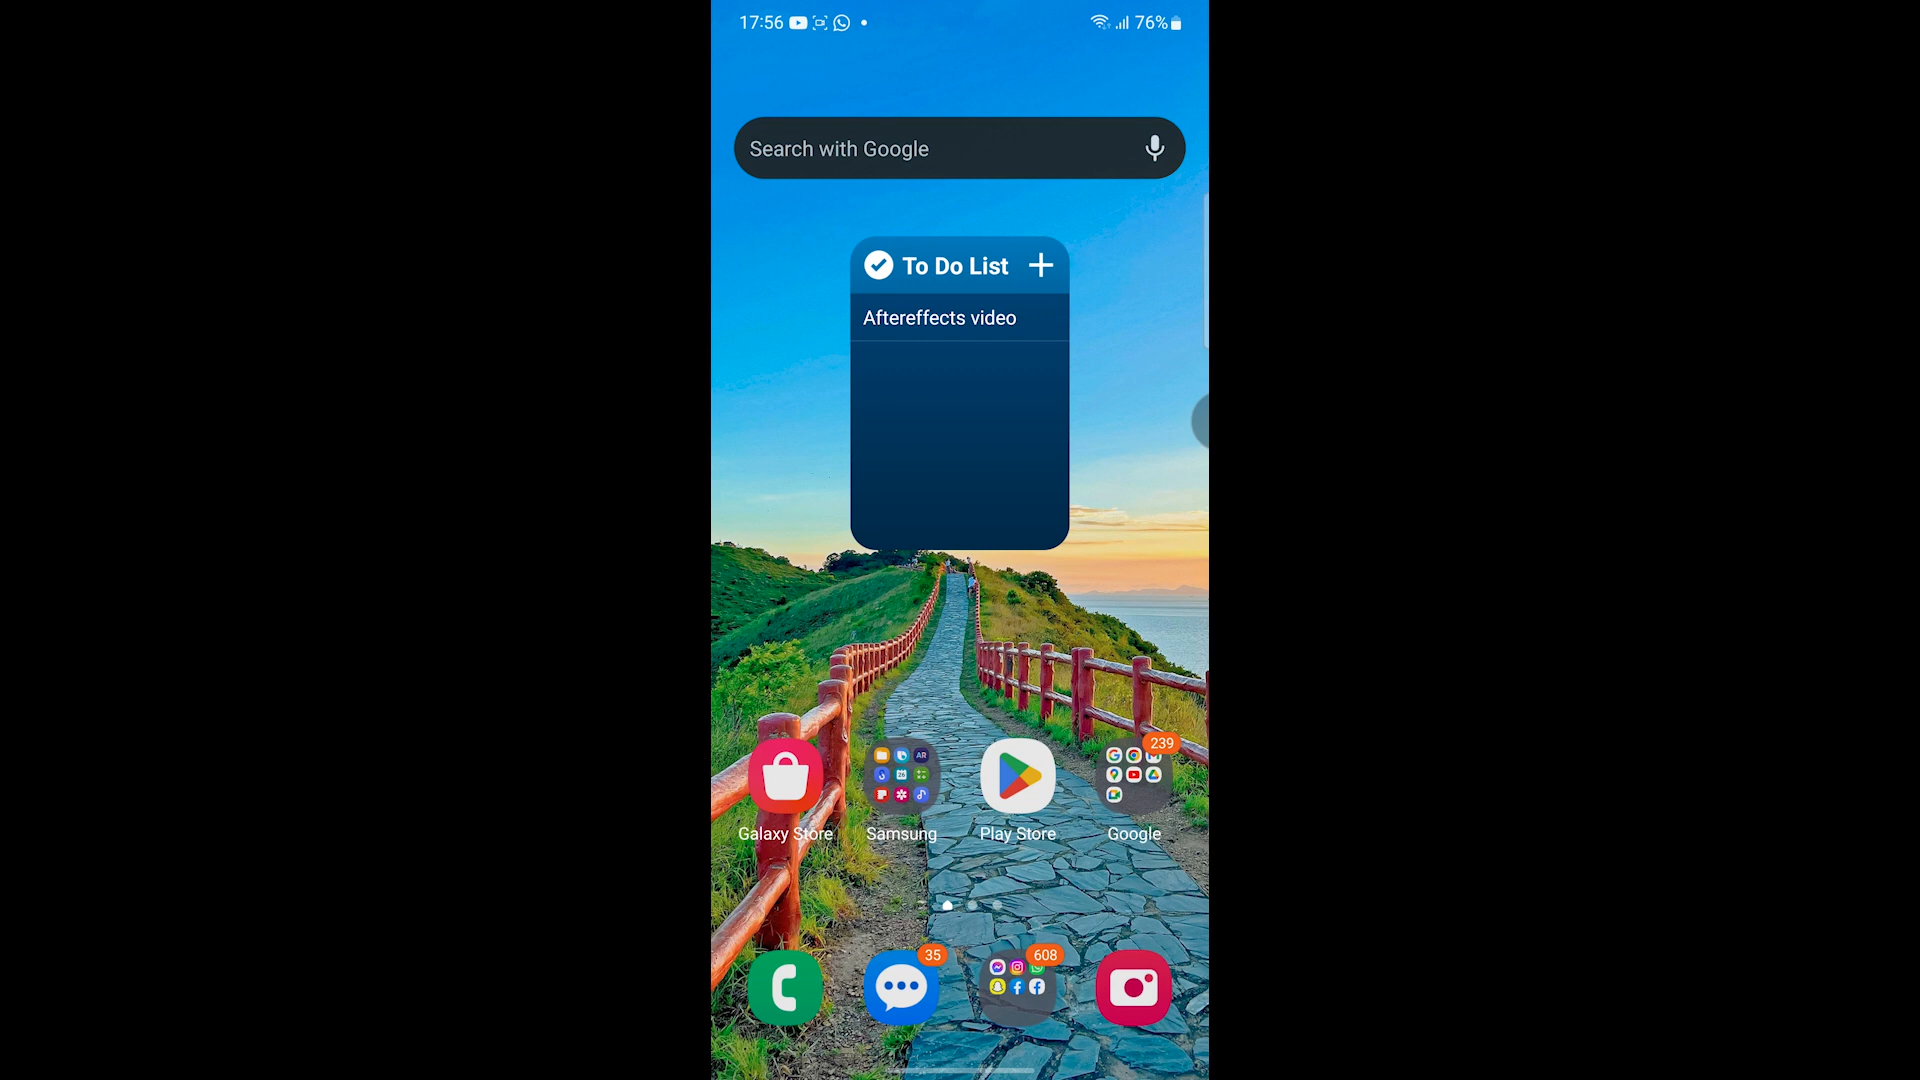 17:56
76%
Search with Google
To Do List
Aftereffects video
239
AR
Galaxy Store
Samsung
Play Store
Google
35
608